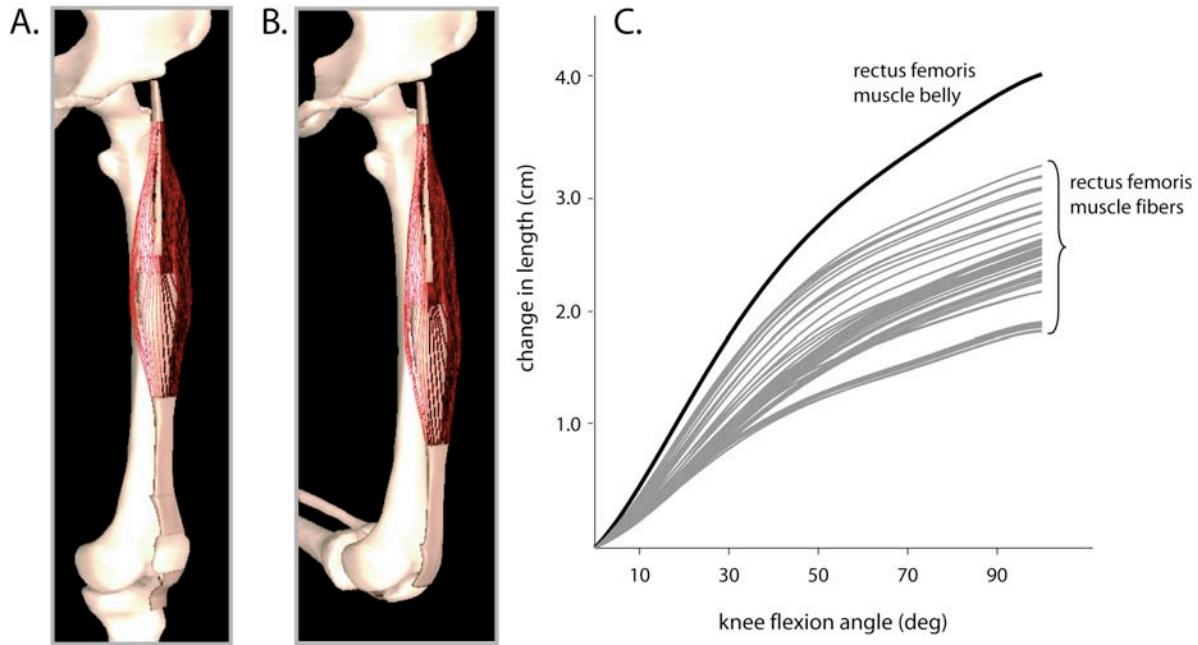 A.
B.
C.
rectus femoris
muscle belly
4.0
3.0
2.0
1.0
change in length (cm)
rectus femoris
muscle fibers
10 30 50 70 90
knee flexion angle (deg)